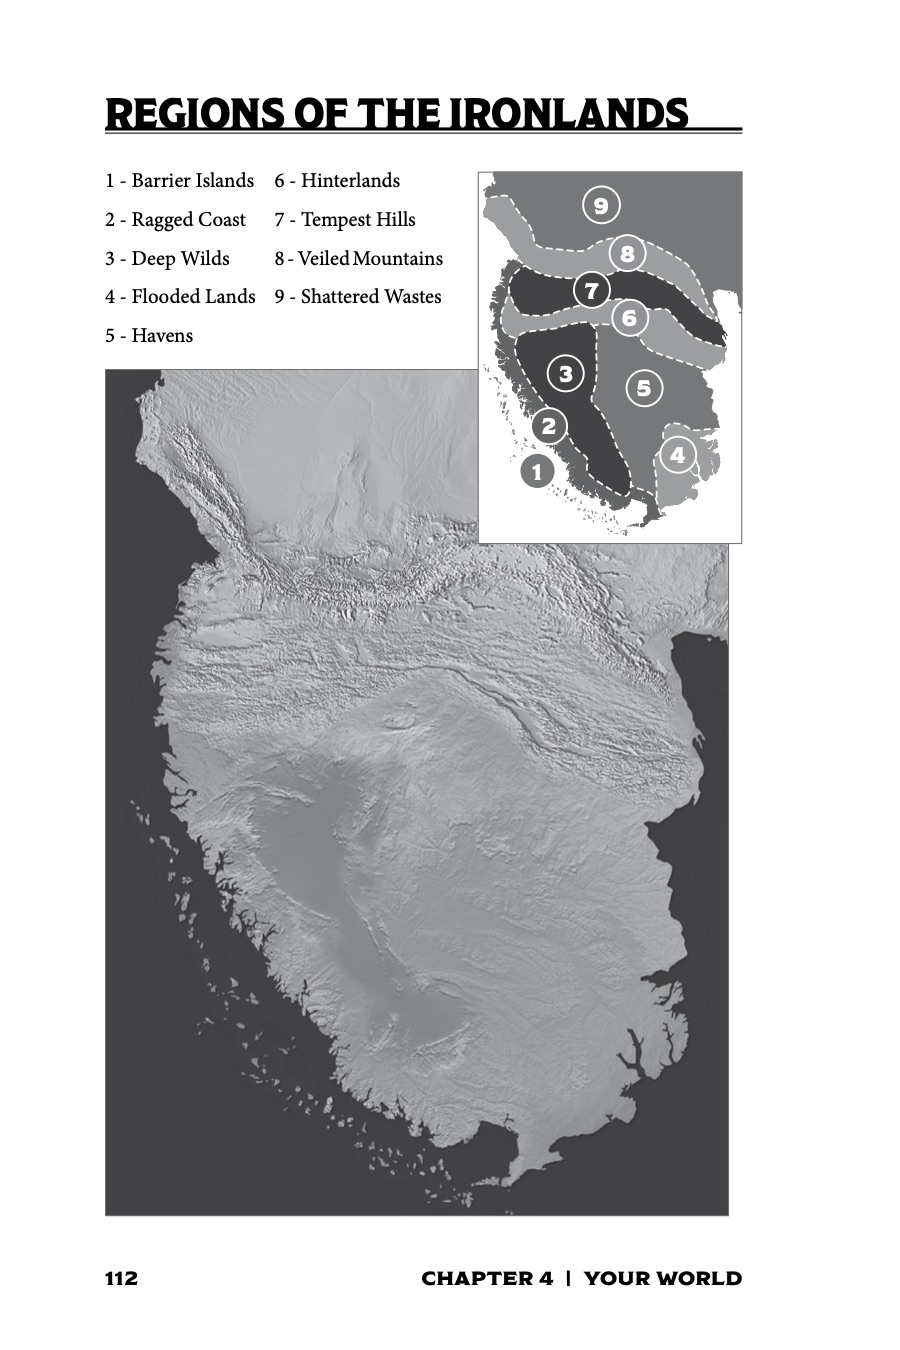 REGIONS OF THE IRONLANDS
1 - Barrier Islands
2 - Ragged Coast
3 - Deep Wilds
4 - Flooded Lands
5 - Havens
6 - Hinterlands
7 - Tempest Hills
8 - Veiled Mountains
9 - Shattered Wastes
9
8
7
6
3
5
2
4
1
112
CHAPTER 4 | YOUR WORLD